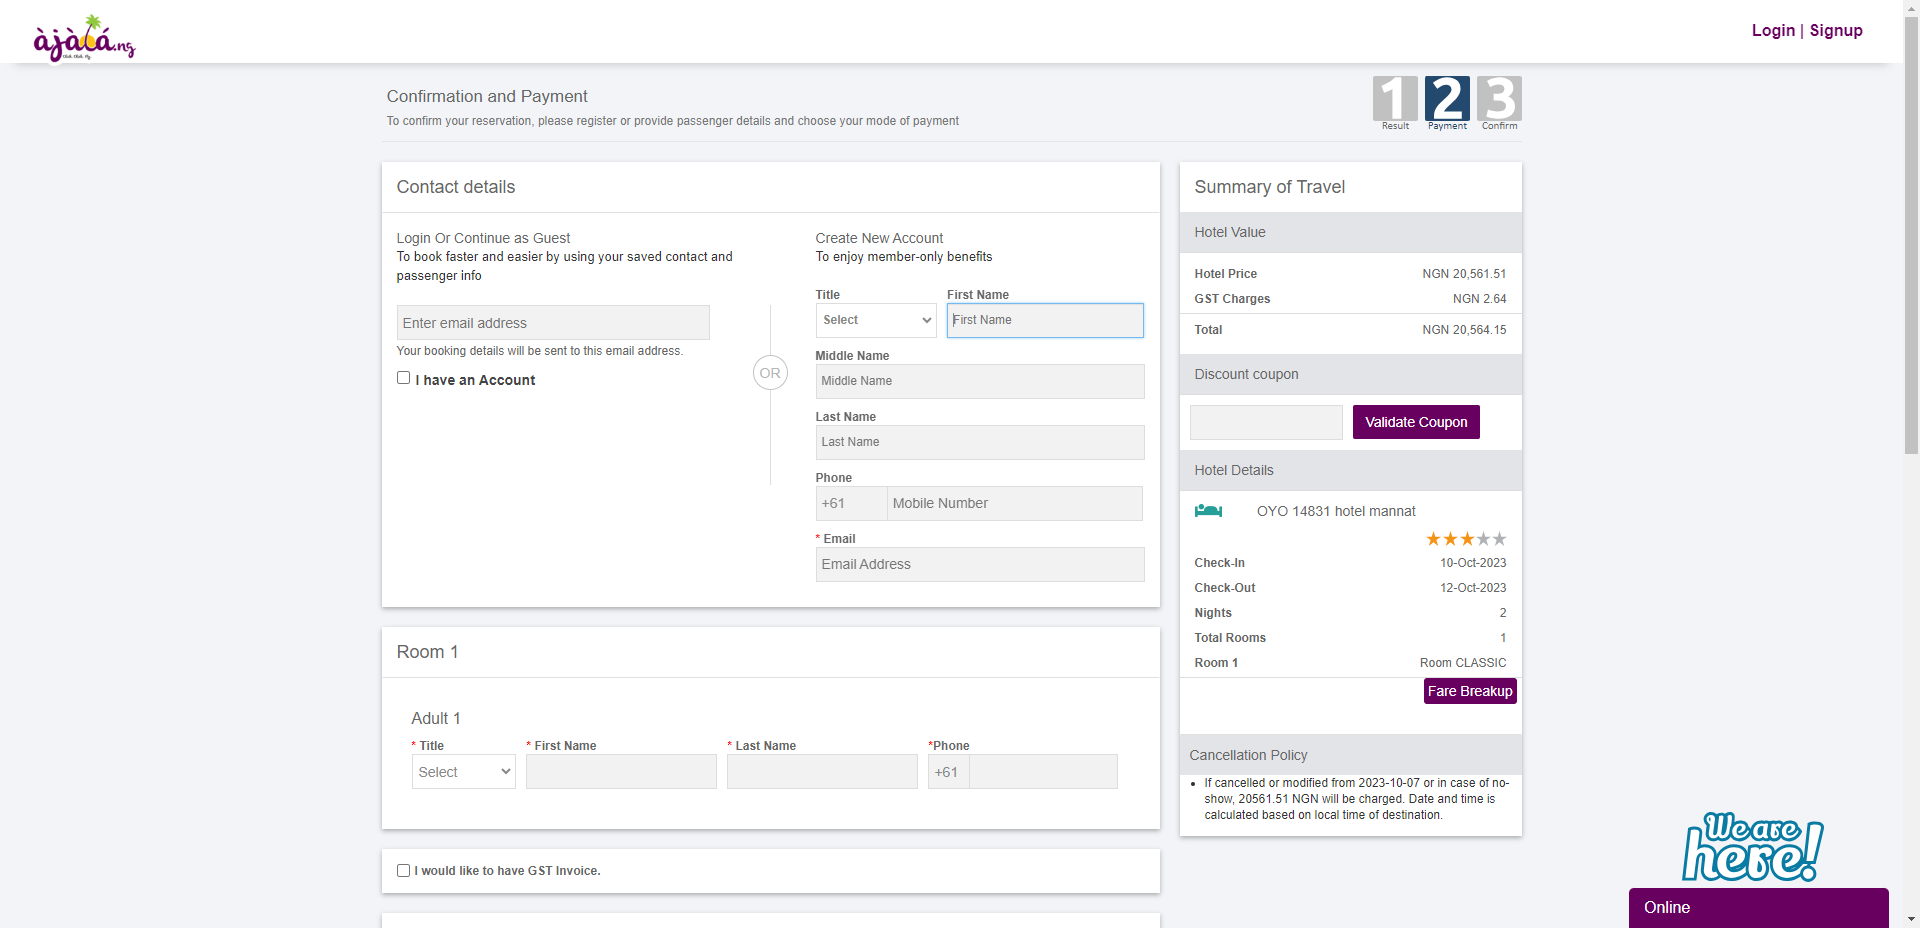 àjàlá.ng
Login | Signup
Confirmation and Payment
To confirm your reservation, please register or provide passenger details and choose your mode of payment
1 2 3
Result Payment Confirm
Contact details
Login Or Continue as Guest
To book faster and easier by using your saved contact and
passenger info
Enter email address
Your booking details will be sent to this email address.
I have an Account
OR
Create New Account
To enjoy member-only benefits
Title First Name
Select First Name
Middle Name
Middle Name
Last Name
Last Name
Phone
+61 Mobile Number
* Email
Email Address
Room 1
Adult 1
* Title * First Name * Last Name *Phone
Select +61
I would like to have GST Invoice.
Summary of Travel
Hotel Value
Hotel Price NGN 20,561.51
GST Charges NGN 2.64
Total NGN 20,564.15
Discount coupon
Validate Coupon
Hotel Details
OYO 14831 hotel mannat
Check-In 10-Oct-2023
Check-Out 12-Oct-2023
Nights 2
Total Rooms 1
Room 1 Room CLASSIC
Fare Breakup
Cancellation Policy
If cancelled or modified from 2023-10-07 or in case of no-
show, 20561.51 NGN will be charged. Date and time is
calculated based on local time of destination.
We are
here!
Online